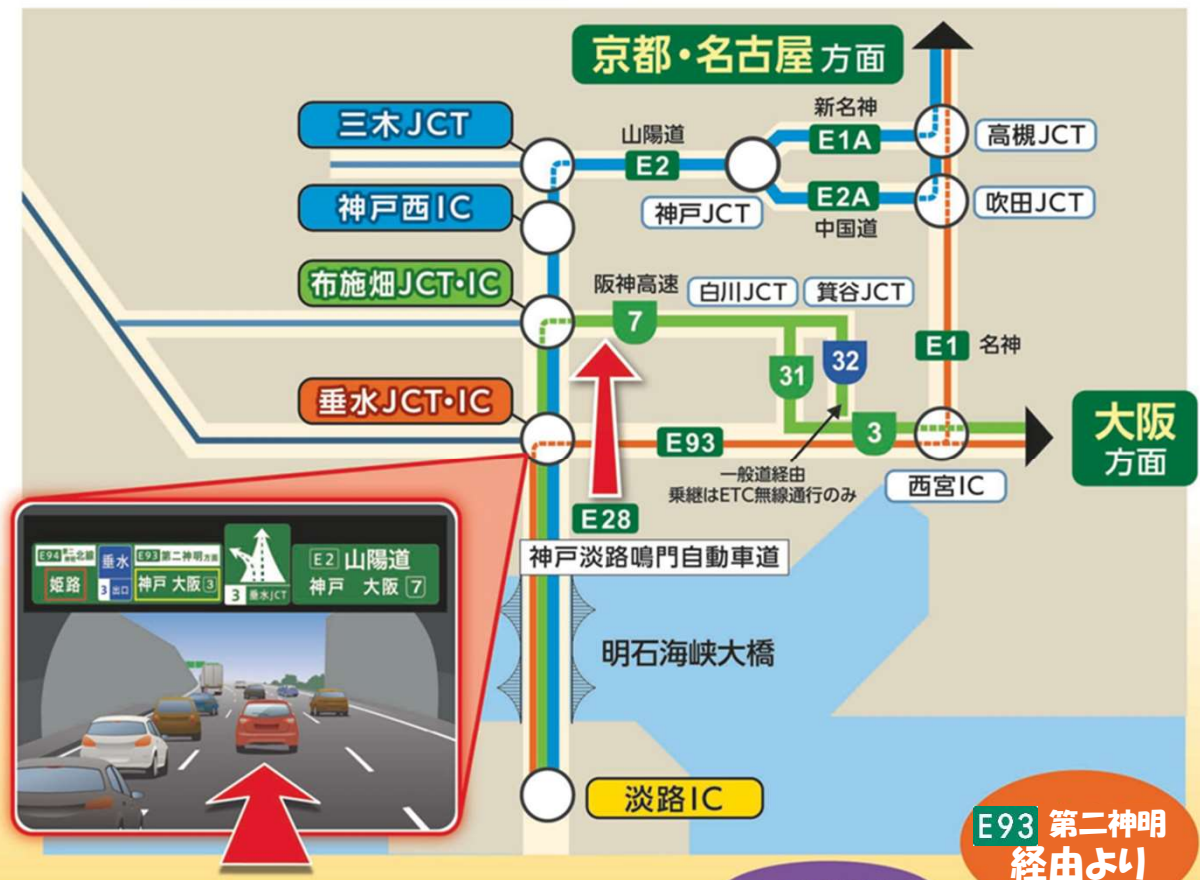 京都・名古屋方面
三木JCT
山陽道
E2
新名神
E1A
高槻JCT
神戸西IC
神戸JCT
E2A
中国道
吹田JCT
布施畑JCT・IC
阪神高速
7
白川JCT
箕谷JCT
31
32
E1 名神
垂水JCT・IC
E93
3
大阪
方面
一般道経由
乗継はETC無線通行のみ
西宮IC
E28
神戸淡路鳴門自動車道
E94 第二神明北線
姫路
垂水
3 出口
E93 第二神明方面
神戸 大阪 3
3 垂水JCT
E2 山陽道
神戸 大阪 7
明石海峡大橋
淡路IC
E93 第二神明
経由より